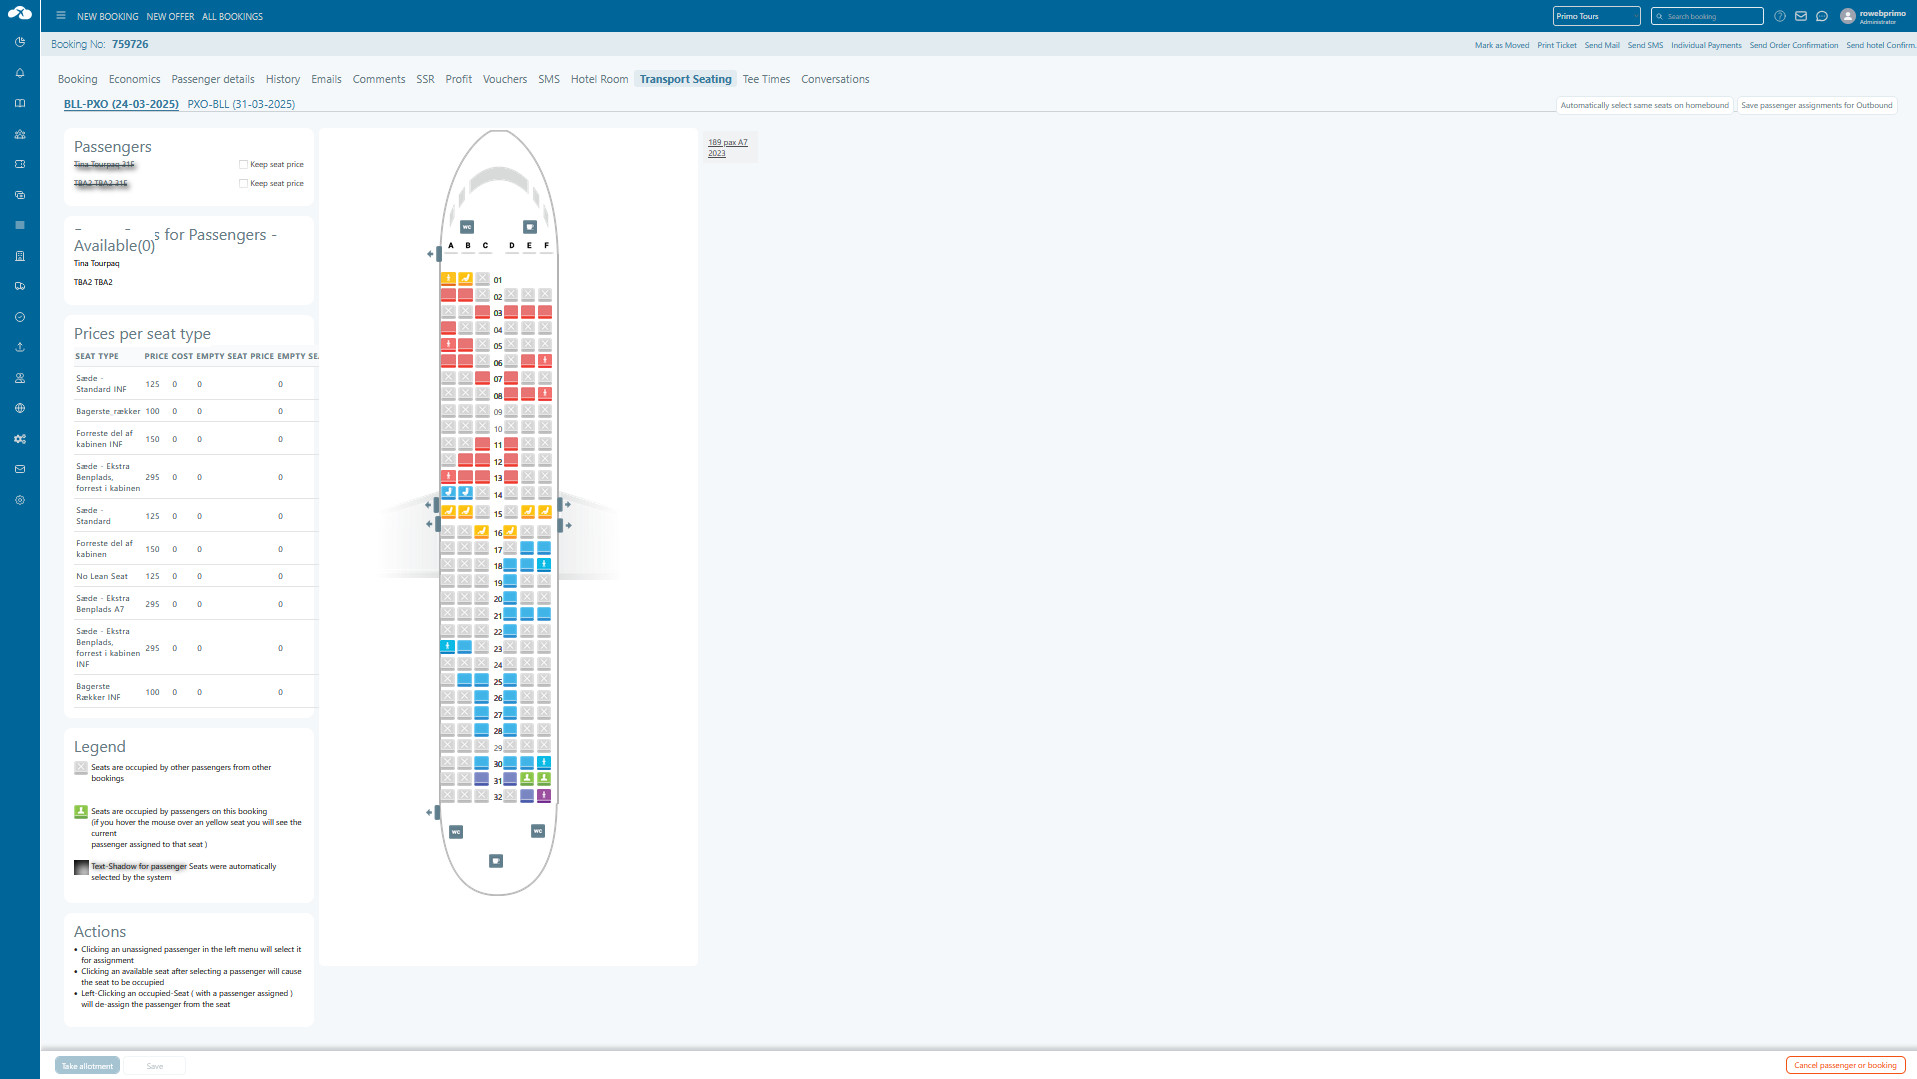 NEW BOOKING NEW OFFER ALL BOOKINGS
Primo Tours
Search booking
rowebprimo
Administrator
Booking No: 759726
Mark as Moved Print Ticket Send Mail Send SMS Individual Payments Send Order Confirmation Send hotel Confirm.
Booking Economics Passenger details History Emails Comments SSR Profit Vouchers SMS Hotel Room Transport Seating Tee Times Conversations
BLL-PXO (24-03-2025) PXO-BLL (31-03-2025)
Automatically select same seats on homebound Save passenger assignments for Outbound
Passengers
Tina Tourpaq 31F Keep seat price
TBA2 TBA2 31E Keep seat price
s for Passengers -
Available(0)
Tina Tourpaq
TBA2 TBA2
Prices per seat type
SEAT TYPE PRICE COST EMPTY SEAT PRICE EMPTY SE
Sæde -
Standard INF 125 0 0 0
Bagerste_rækker 100 0 0 0
Forreste del af
kabinen INF 150 0 0 0
Sæde - Ekstra
Benplads,
forrest i kabinen 295 0 0 0
Sæde -
Standard 125 0 0 0
Forreste del af
kabinen 150 0 0 0
No Lean Seat 125 0 0 0
Sæde - Ekstra
Benplads A7 295 0 0 0
Sæde - Ekstra
Benplads,
forrest i kabinen
INF 295 0 0 0
Bagerste
Rækker INF 100 0 0 0
Legend
Seats are occupied by other passengers from other
bookings
Seats are occupied by passengers on this booking
(if you hover the mouse over an yellow seat you will see the
current
passenger assigned to that seat )
Text-Shadow for passenger Seats were automatically
selected by the system
Actions
• Clicking an unassigned passenger in the left menu will select it
for assignment
• Clicking an available seat after selecting a passenger will cause
the seat to be occupied
• Left-Clicking an occupied-Seat ( with a passenger assigned )
will de-assign the passenger from the seat
WC
A B C D E F
01
02
03
04
05
06
07
08
09
10
11
12
13
14
15
16
17
18
19
20
21
22
23
24
25
26
27
28
29
30
31
32
WC WC
189 pax A7
2023
Take allotment Save
Cancel passenger or booking